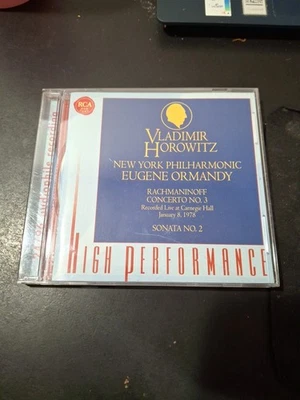 RCA
VLADIMIR
HOROWITZ
NEW YORK PHILHARMONIC
EUGENE ORMANDY
RACHMANINOFF
CONCERTO NO. 3
Recorded Live at Carnegie Hall
January 8, 1978
SONATA NO. 2
HIGH PERFORMANCE